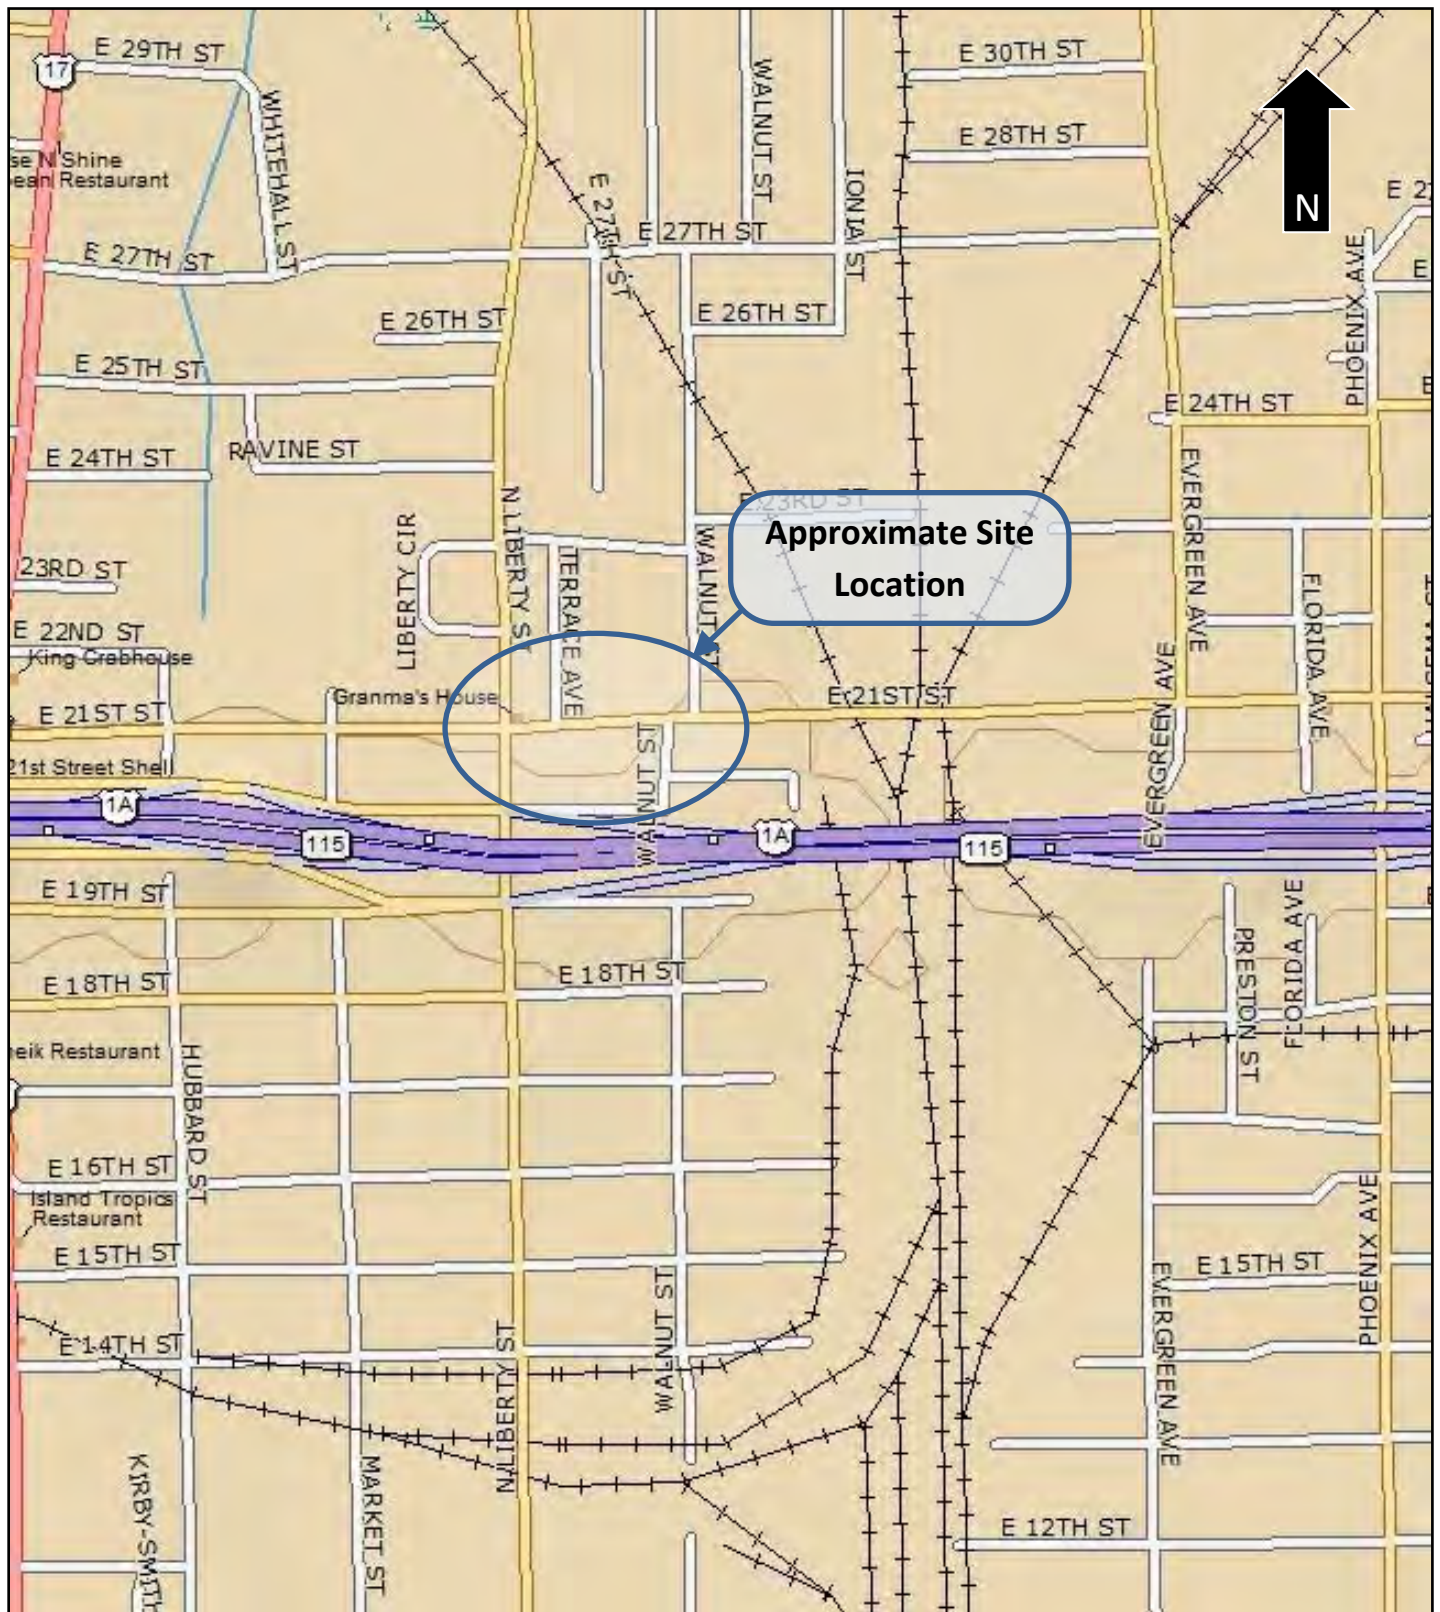 E 29TH ST
17
WHITEHALL ST
WALNUT ST
E 30TH ST
E 28TH ST
N
se N Shine
ean Restaurant
E 27TH ST
E 27TH ST
E 27TH ST
IONIA ST
PHOENIX AVE
E 26TH ST
E 26TH ST
E 25TH ST
E 24TH ST
E 24TH ST
RAVINE ST
E 23RD ST
Approximate Site
Location
N LIBERTY ST
LIBERTY CIR
TERRACE AVE
WALNUT ST
EVERGREEN AVE
FLORIDA AVE
23RD ST
E 22ND ST
King Crabhouse
Granma's House
E 21ST ST
E 21ST ST
WALNUT ST
EVERGREEN AVE
21st Street Shell
1A
115
1A
115
E 19TH ST
E 18TH ST
E 18TH ST
PRESTON ST
FLORIDA AVE
eik Restaurant
HUBBARD ST
E 16TH ST
Island Tropics
Restaurant
E 15TH ST
E 15TH ST
PHOENIX AVE
EVERGREEN AVE
WALNUT ST
N LIBERTY ST
E 14TH ST
KIRBY-SMITH
MARKET ST
E 12TH ST